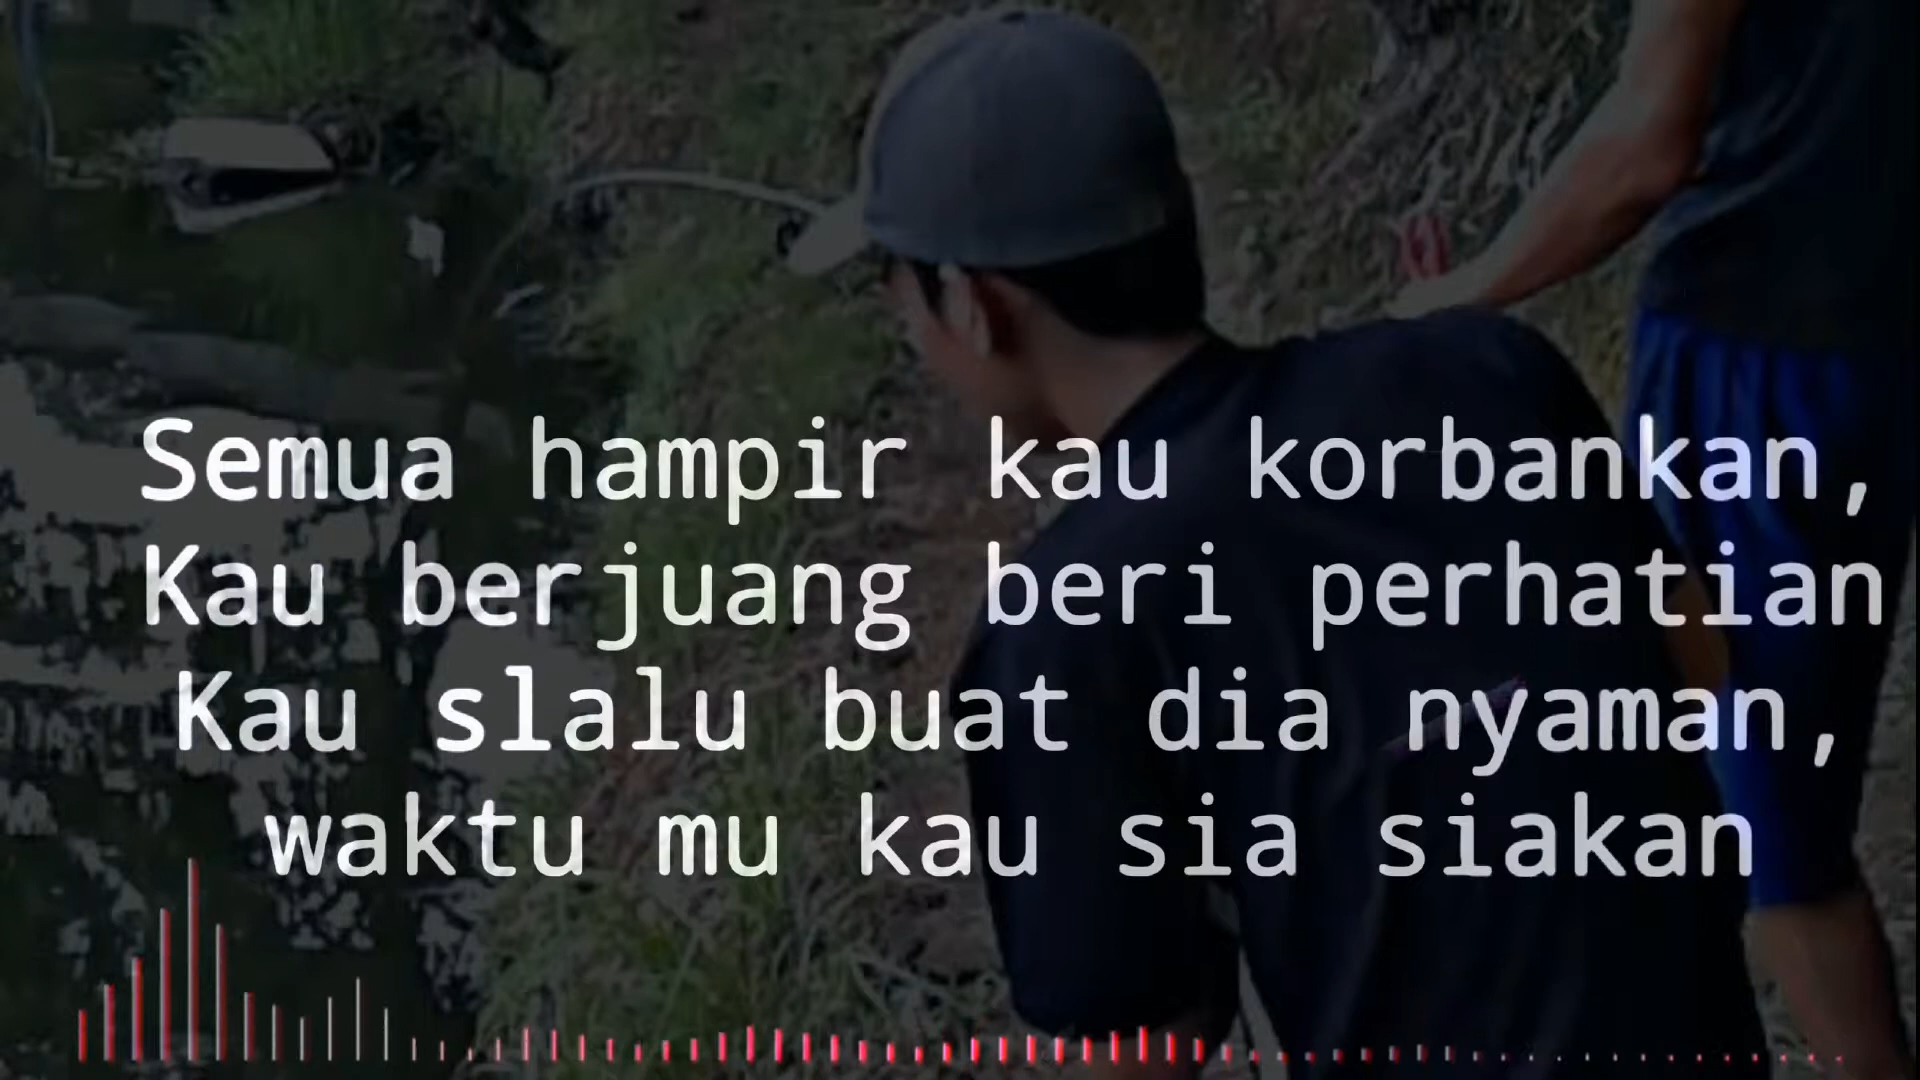 Semua hampir kau korbankan,
Kau berjuang beri perhatian
Kau slalu buat dia nyaman,
waktu mu kau sia siakan